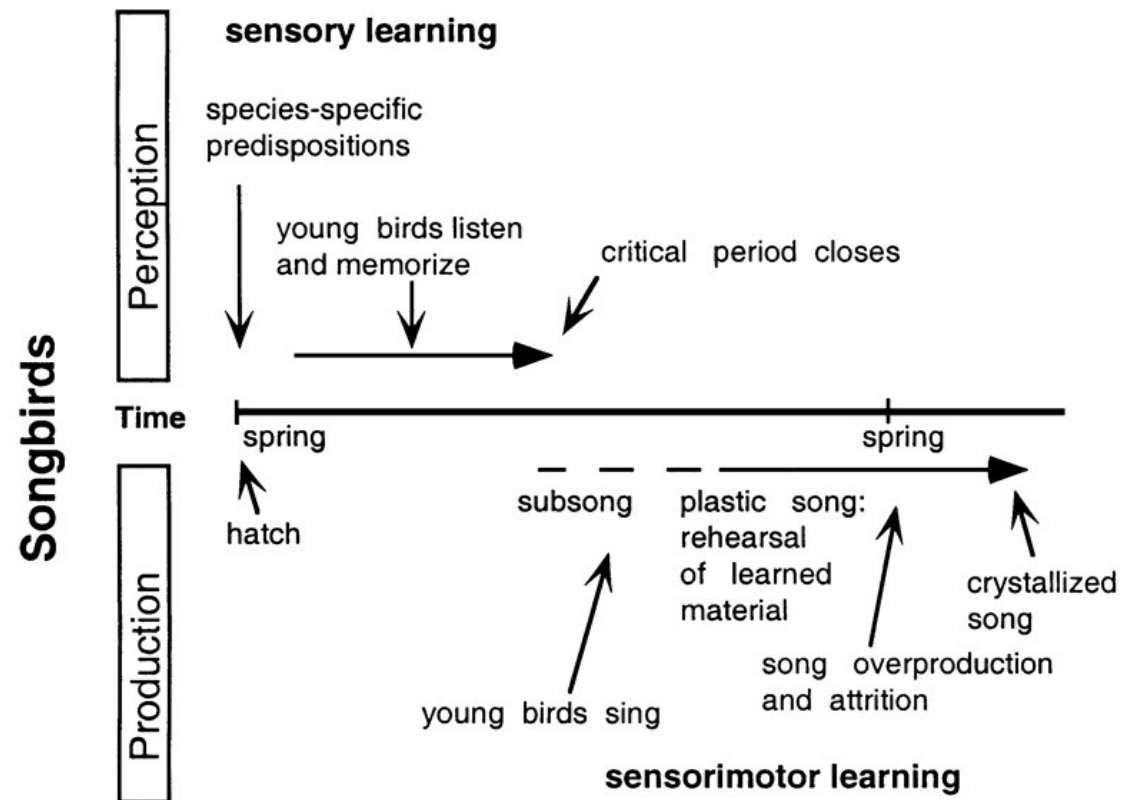 sensory learning
species-specific
predispositions
young birds listen
and memorize
critical period closes
Perception
Songbirds
Time
spring
spring
hatch
subsong
plastic song:
rehearsal
of learned
material
crystallized
song
song overproduction
and attrition
young birds sing
Production
sensorimotor learning